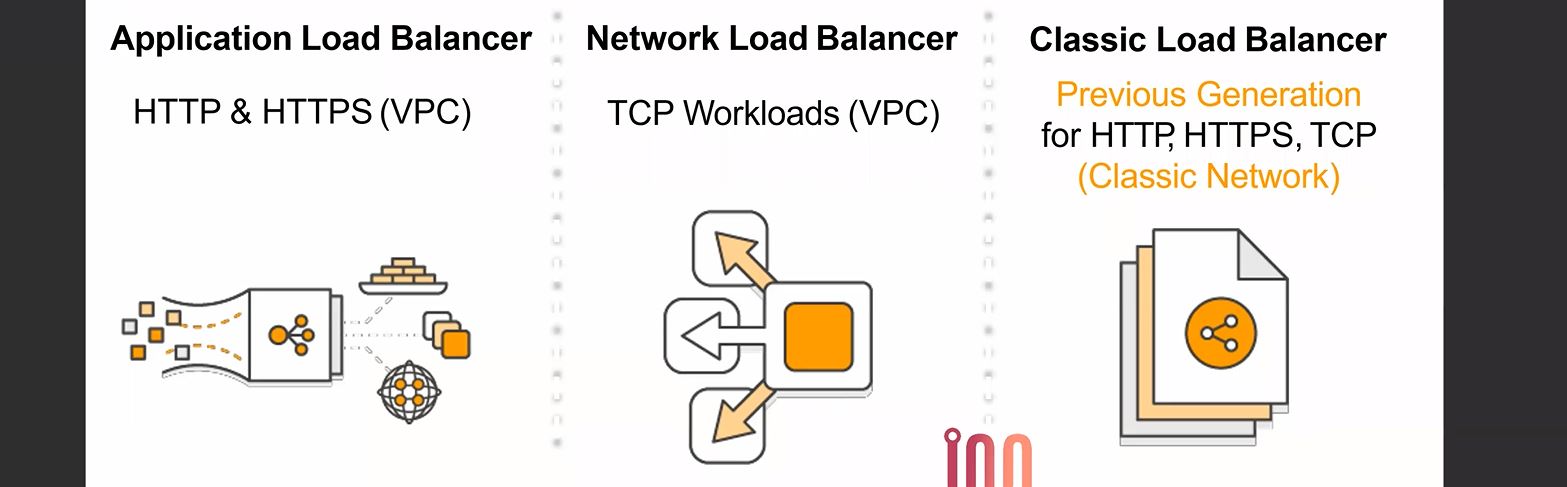 Application Load Balancer
HTTP & HTTPS (VPC)
Network Load Balancer
TCP Workloads (VPC)
Classic Load Balancer
Previous Generation
for HTTP, HTTPS, TCP
(Classic Network)